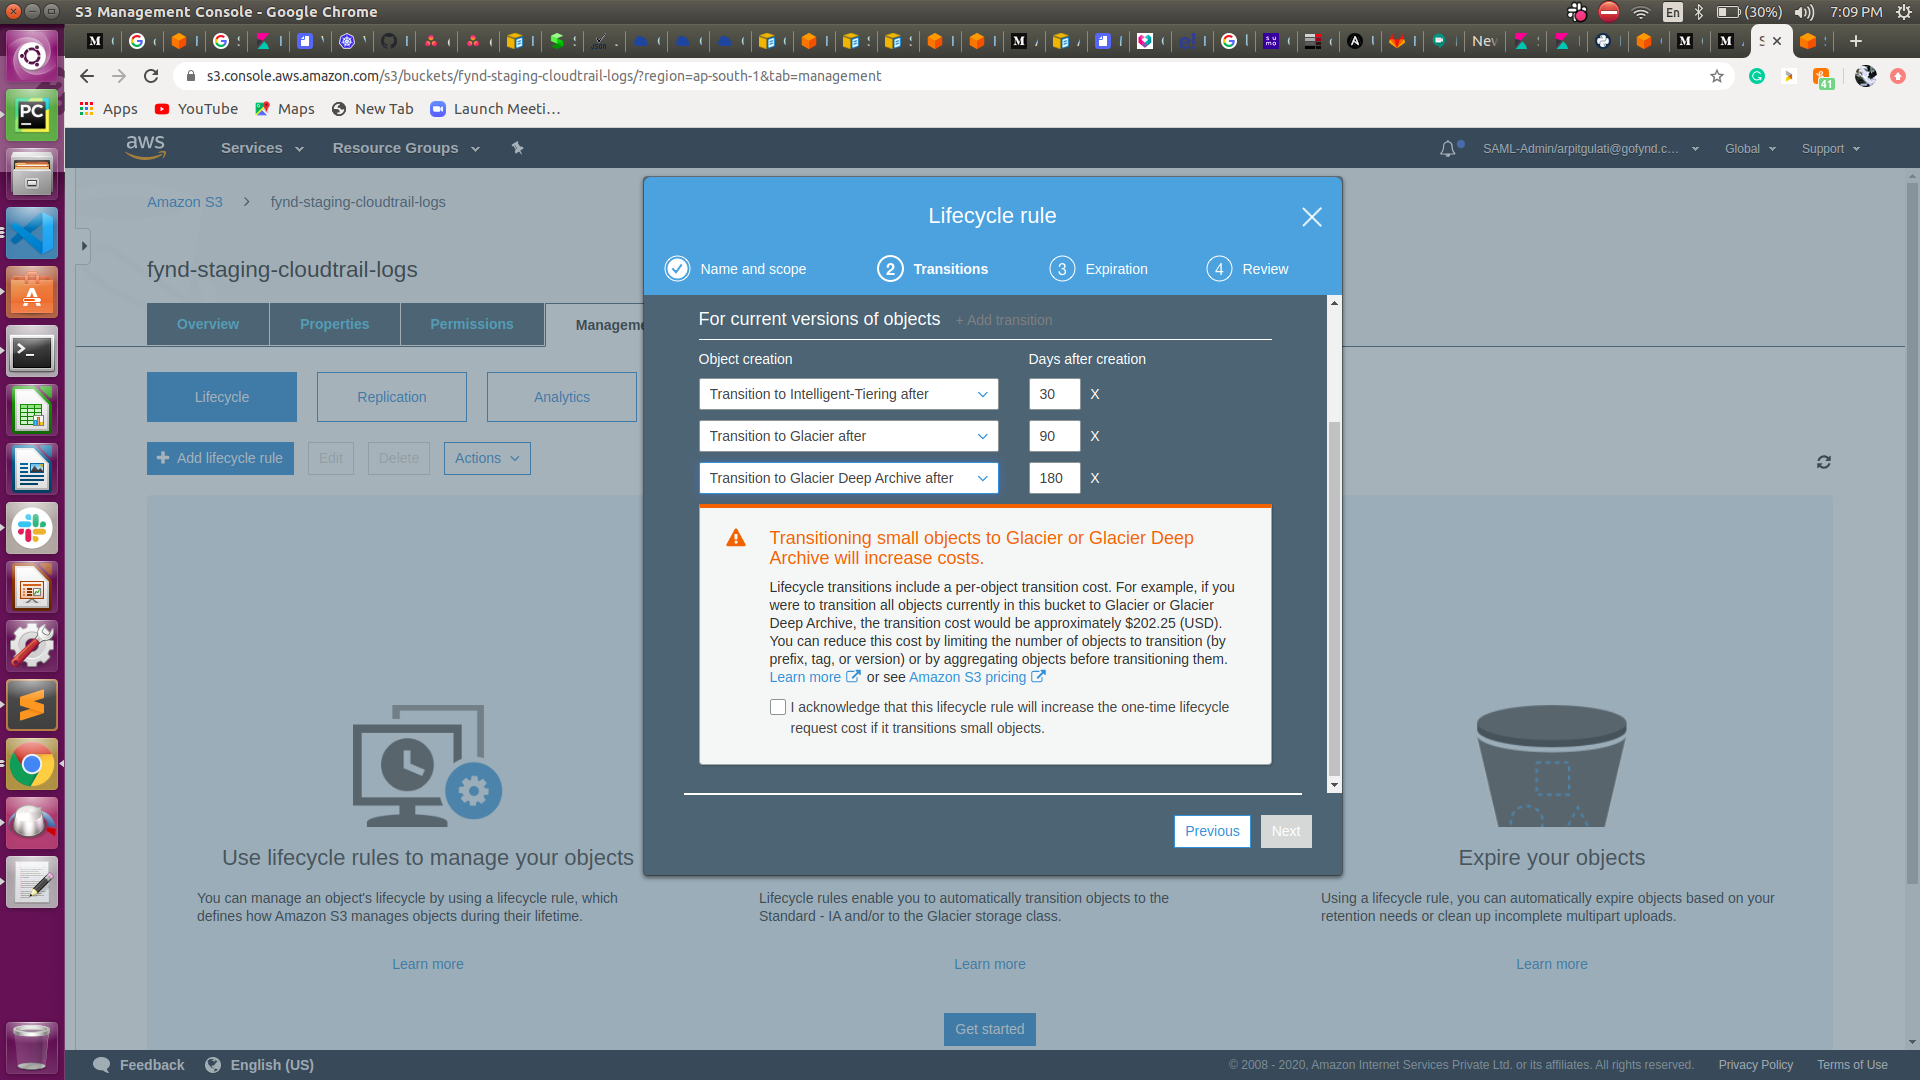 S3 Management Console - Google Chrome
En
(30%)
7:09 PM
s3.console.aws.amazon.com/s3/buckets/fynd-staging-cloudtrail-logs/?region=ap-south-1&tab=management
41
Apps
YouTube
Maps
New Tab
Launch Meeti…
aws
Services
Resource Groups
SAML-Admin/arpitgulati@gofynd.c...
Global
Support
Amazon S3
fynd-staging-cloudtrail-logs
fynd-staging-cloudtrail-logs
Overview
Properties
Permissions
Manageme
Lifecycle
Replication
Analytics
Add lifecycle rule
Edit
Delete
Actions
Lifecycle rule
Name and scope
2 Transitions
3 Expiration
4 Review
For current versions of objects
+ Add transition
Object creation
Days after creation
Transition to Intelligent-Tiering after
30
X
Transition to Glacier after
90
X
Transition to Glacier Deep Archive after
180
X
Transitioning small objects to Glacier or Glacier Deep
Archive will increase costs.
Lifecycle transitions include a per-object transition cost. For example, if you
were to transition all objects currently in this bucket to Glacier or Glacier
Deep Archive, the transition cost would be approximately $202.25 (USD).
You can reduce this cost by limiting the number of objects to transition (by
prefix, tag, or version) or by aggregating objects before transitioning them.
Learn more or see Amazon S3 pricing
I acknowledge that this lifecycle rule will increase the one-time lifecycle
request cost if it transitions small objects.
Previous
Next
Use lifecycle rules to manage your objects
You can manage an object's lifecycle by using a lifecycle rule, which
defines how Amazon S3 manages objects during their lifetime.
Learn more
Lifecycle rules enable you to automatically transition objects to the
Standard - IA and/or to the Glacier storage class.
Learn more
Expire your objects
Using a lifecycle rule, you can automatically expire objects based on your
retention needs or clean up incomplete multipart uploads.
Learn more
Get started
Feedback
English (US)
© 2008 - 2020, Amazon Internet Services Private Ltd. or its affiliates. All rights reserved.
Privacy Policy
Terms of Use